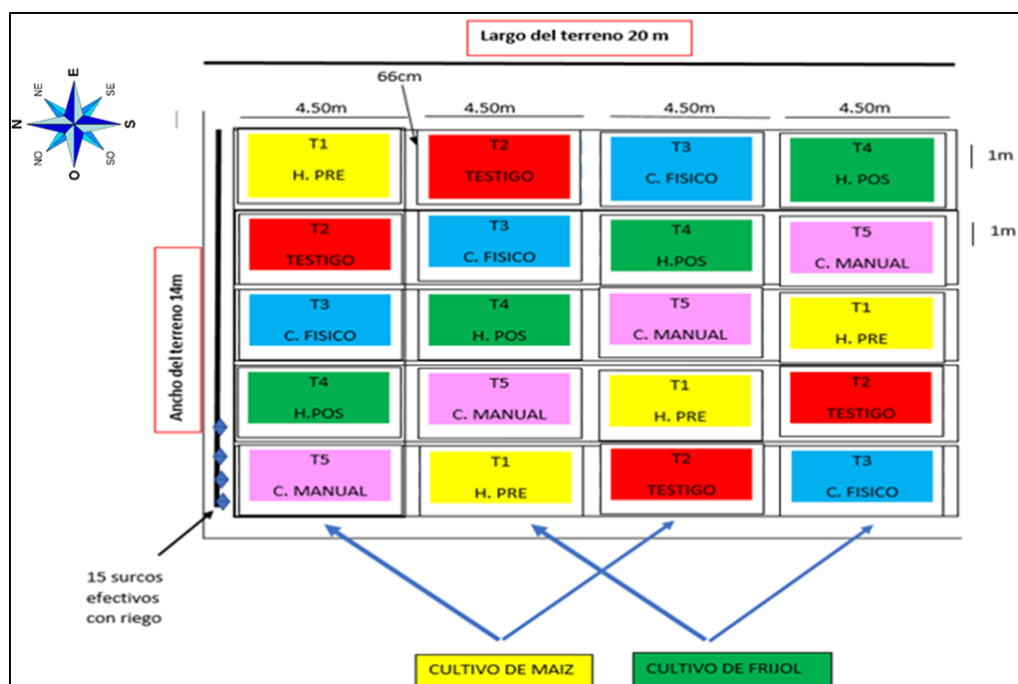 Largo del terreno 20 m
66cm
4.50m 4.50m 4.50m 4.50m
E
NE SE
N S
NO SO
O
T1 T2 T3 T4
H. PRE TESTIGO C. FISICO H. POS
1m
T2 T3 T4 T5
TESTIGO C. FISICO H.POS C. MANUAL
1m
Ancho del terreno 14m
T3 T4 T5 T1
C. FISICO H. POS C. MANUAL H. PRE
T4 T5 T1 T2
H.POS C. MANUAL H. PRE TESTIGO
T5 T1 T2 T3
C. MANUAL H. PRE TESTIGO C. FISICO
15 surcos
efectivos
con riego
CULTIVO DE MAIZ CULTIVO DE FRIJOL